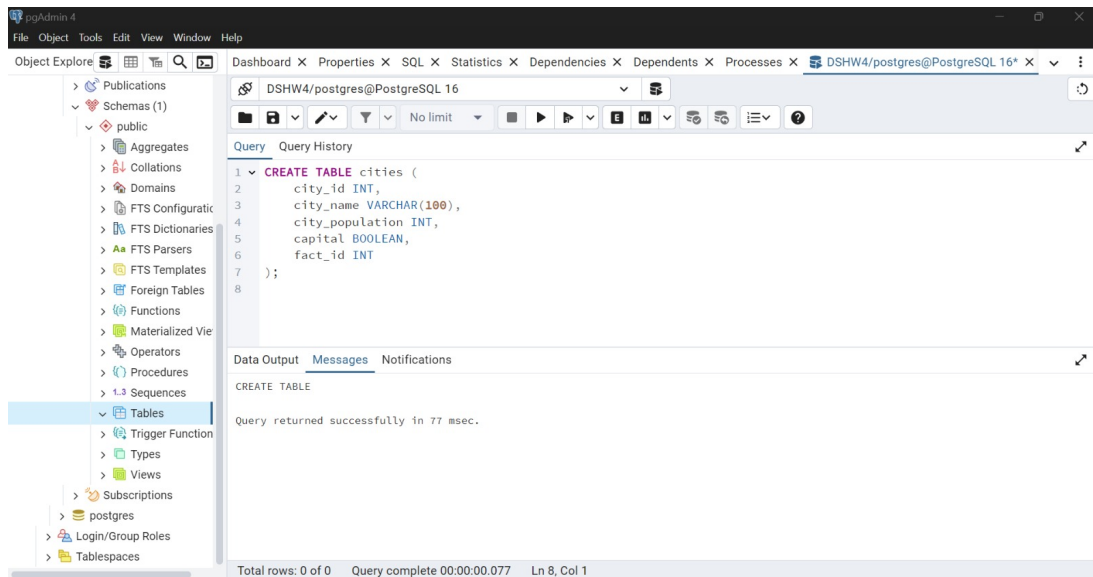 pgAdmin 4
File Object Tools Edit View Window Help
Object Explore
Dashboard X Properties X SQL X Statistics X Dependencies X Dependents X Processes X DSHW4/postgres@PostgreSQL 16* X
Publications
Schemas (1)
public
Aggregates
Collations
Domains
FTS Configuratic
FTS Dictionaries
Aa FTS Parsers
FTS Templates
Foreign Tables
Functions
Materialized Vie
Operators
Procedures
1..3 Sequences
Tables
Trigger Function
Types
Views
Subscriptions
postgres
Login/Group Roles
Tablespaces
DSHW4/postgres@PostgreSQL 16
No limit
E
Query Query History
1 CREATE TABLE cities (
2 city_id INT,
3 city_name VARCHAR(100),
4 city_population INT,
5 capital BOOLEAN,
6 fact_id INT
7 );
8
Data Output Messages Notifications
CREATE TABLE
Query returned successfully in 77 msec.
Total rows: 0 of 0 Query complete 00:00:00.077 Ln 8, Col 1